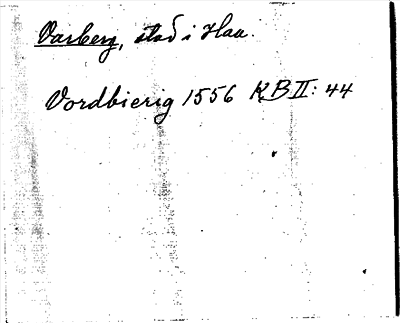 Varberg, stad i Hall.
Vordbierig 1556 KB II: 44